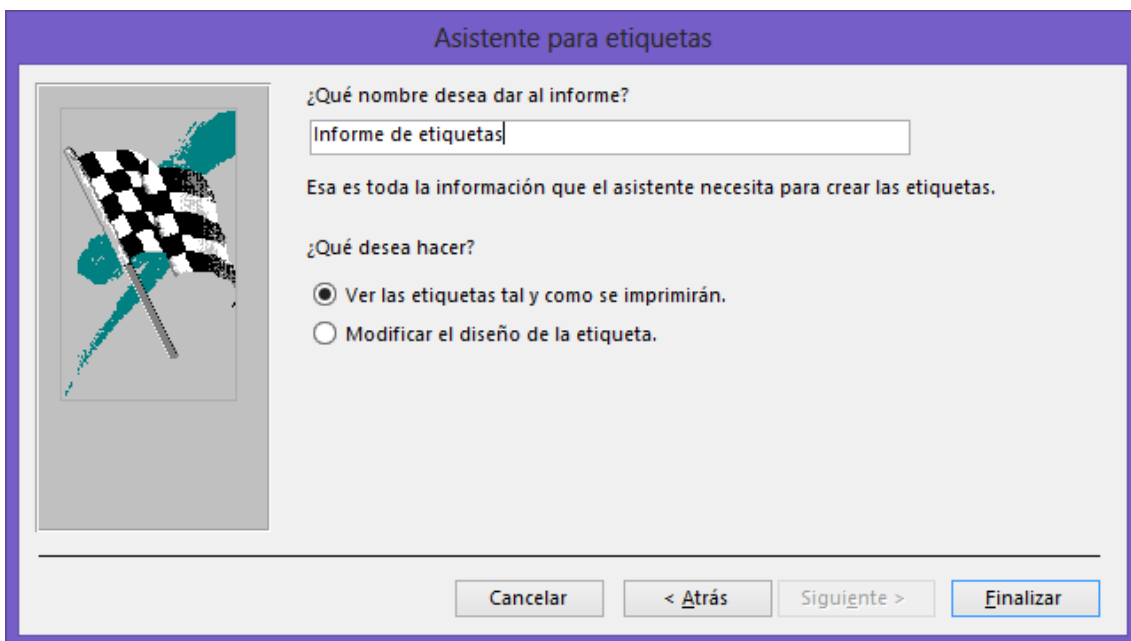 Asistente para etiquetas
¿Qué nombre desea dar al informe?
Informe de etiquetas
Esa es toda la información que el asistente necesita para crear las etiquetas.
¿Qué desea hacer?
Ver las etiquetas tal y como se imprimirán.
Modificar el diseño de la etiqueta.
Cancelar
< Atrás
Siguiente >
Finalizar